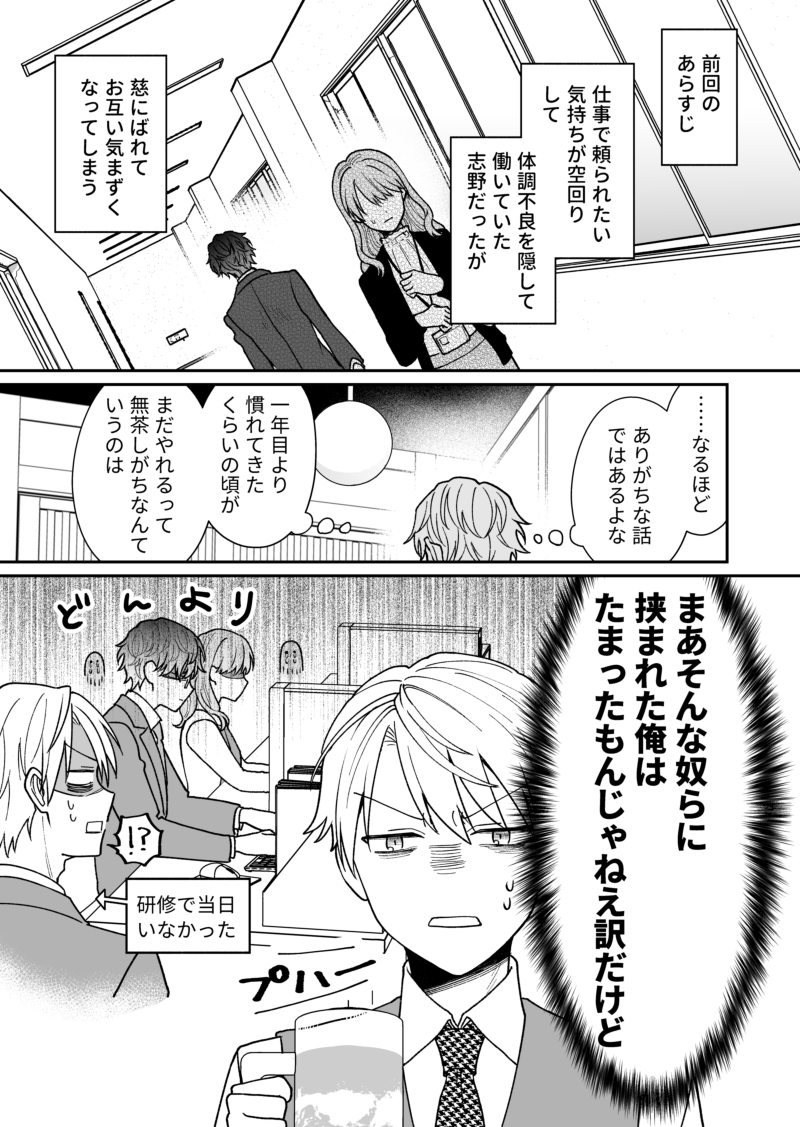 前回の
あらすじ
仕事で頼られたい
気持ちが空回り
して
体調不良を隠して
働いていた
志野だったが
慈にばれて
お互い気まずく
なってしまう
……なるほど
ありがちな話
ではあるよな
一年目より
慣れてきた
くらいの頃が
まだやれるって
無茶しがちなんて
いうのは
まあそんな奴らに
挟まれた俺は
たまったもんじゃねえ訳だけど
どんより
!?
研修で当日
いなかった
プハー